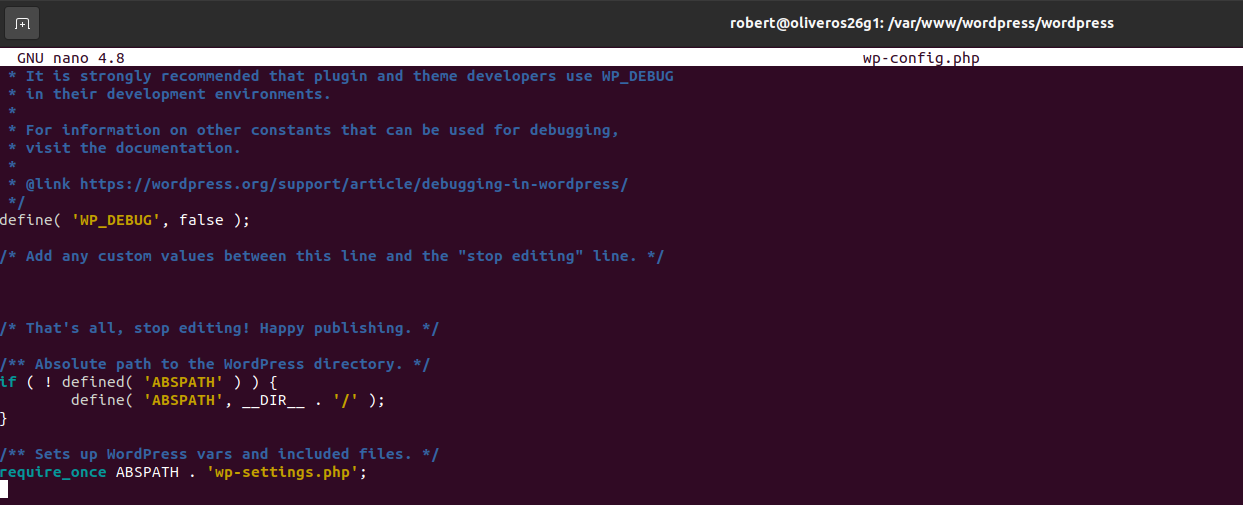 robert@oliveros26g1: /var/www/wordpress/wordpress
GNU nano 4.8 wp-config.php
 * It is strongly recommended that plugin and theme developers use WP_DEBUG
 * in their development environments.
 *
 * For information on other constants that can be used for debugging,
 * visit the documentation.
 *
 * @link https://wordpress.org/support/article/debugging-in-wordpress/
 */
define( 'WP_DEBUG', false );
/* Add any custom values between this line and the "stop editing" line. */
/* That's all, stop editing! Happy publishing. */
/** Absolute path to the WordPress directory. */
if ( ! defined( 'ABSPATH' ) ) {
        define( 'ABSPATH', __DIR__ . '/' );
}
/** Sets up WordPress vars and included files. */
require_once ABSPATH . 'wp-settings.php';